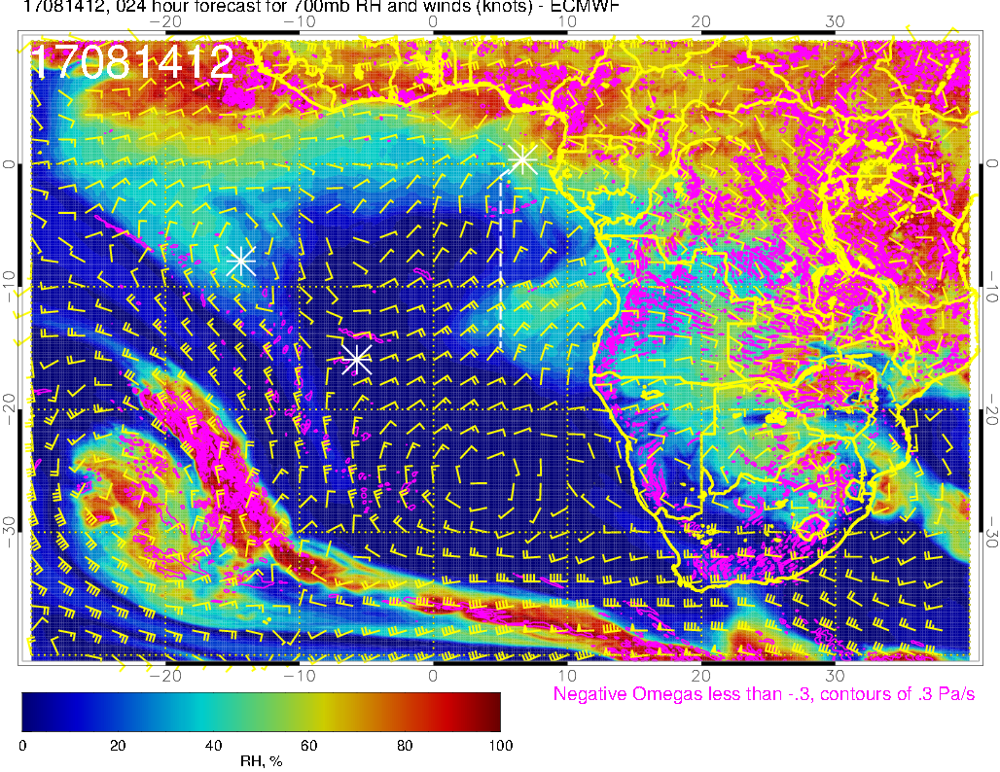 17081412, 024 hour forecast for 700mb RH and winds (knots) - ECMWF
−20 −10 0 10 20 30
17081412
0 0
−10 −10
−20 −20
−30 −30
−20 −10 0 10 20 30
Negative Omegas less than -.3, contours of .3 Pa/s
0 20 40 60 80 100
RH, %